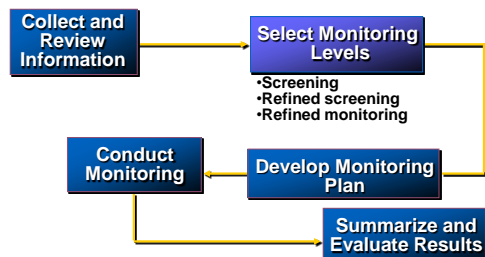 Collect and
Review
Information
Select Monitoring
Levels
•Screening
•Refined screening
•Refined monitoring
Conduct
Monitoring
Develop Monitoring
Plan
Summarize and
Evaluate Results